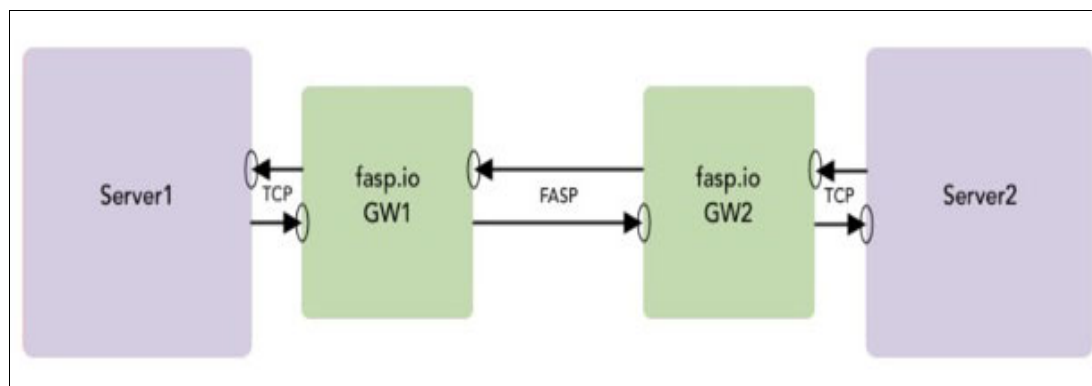 Server1
TCP
fasp.io
GW1
FASP
fasp.io
GW2
TCP
Server2